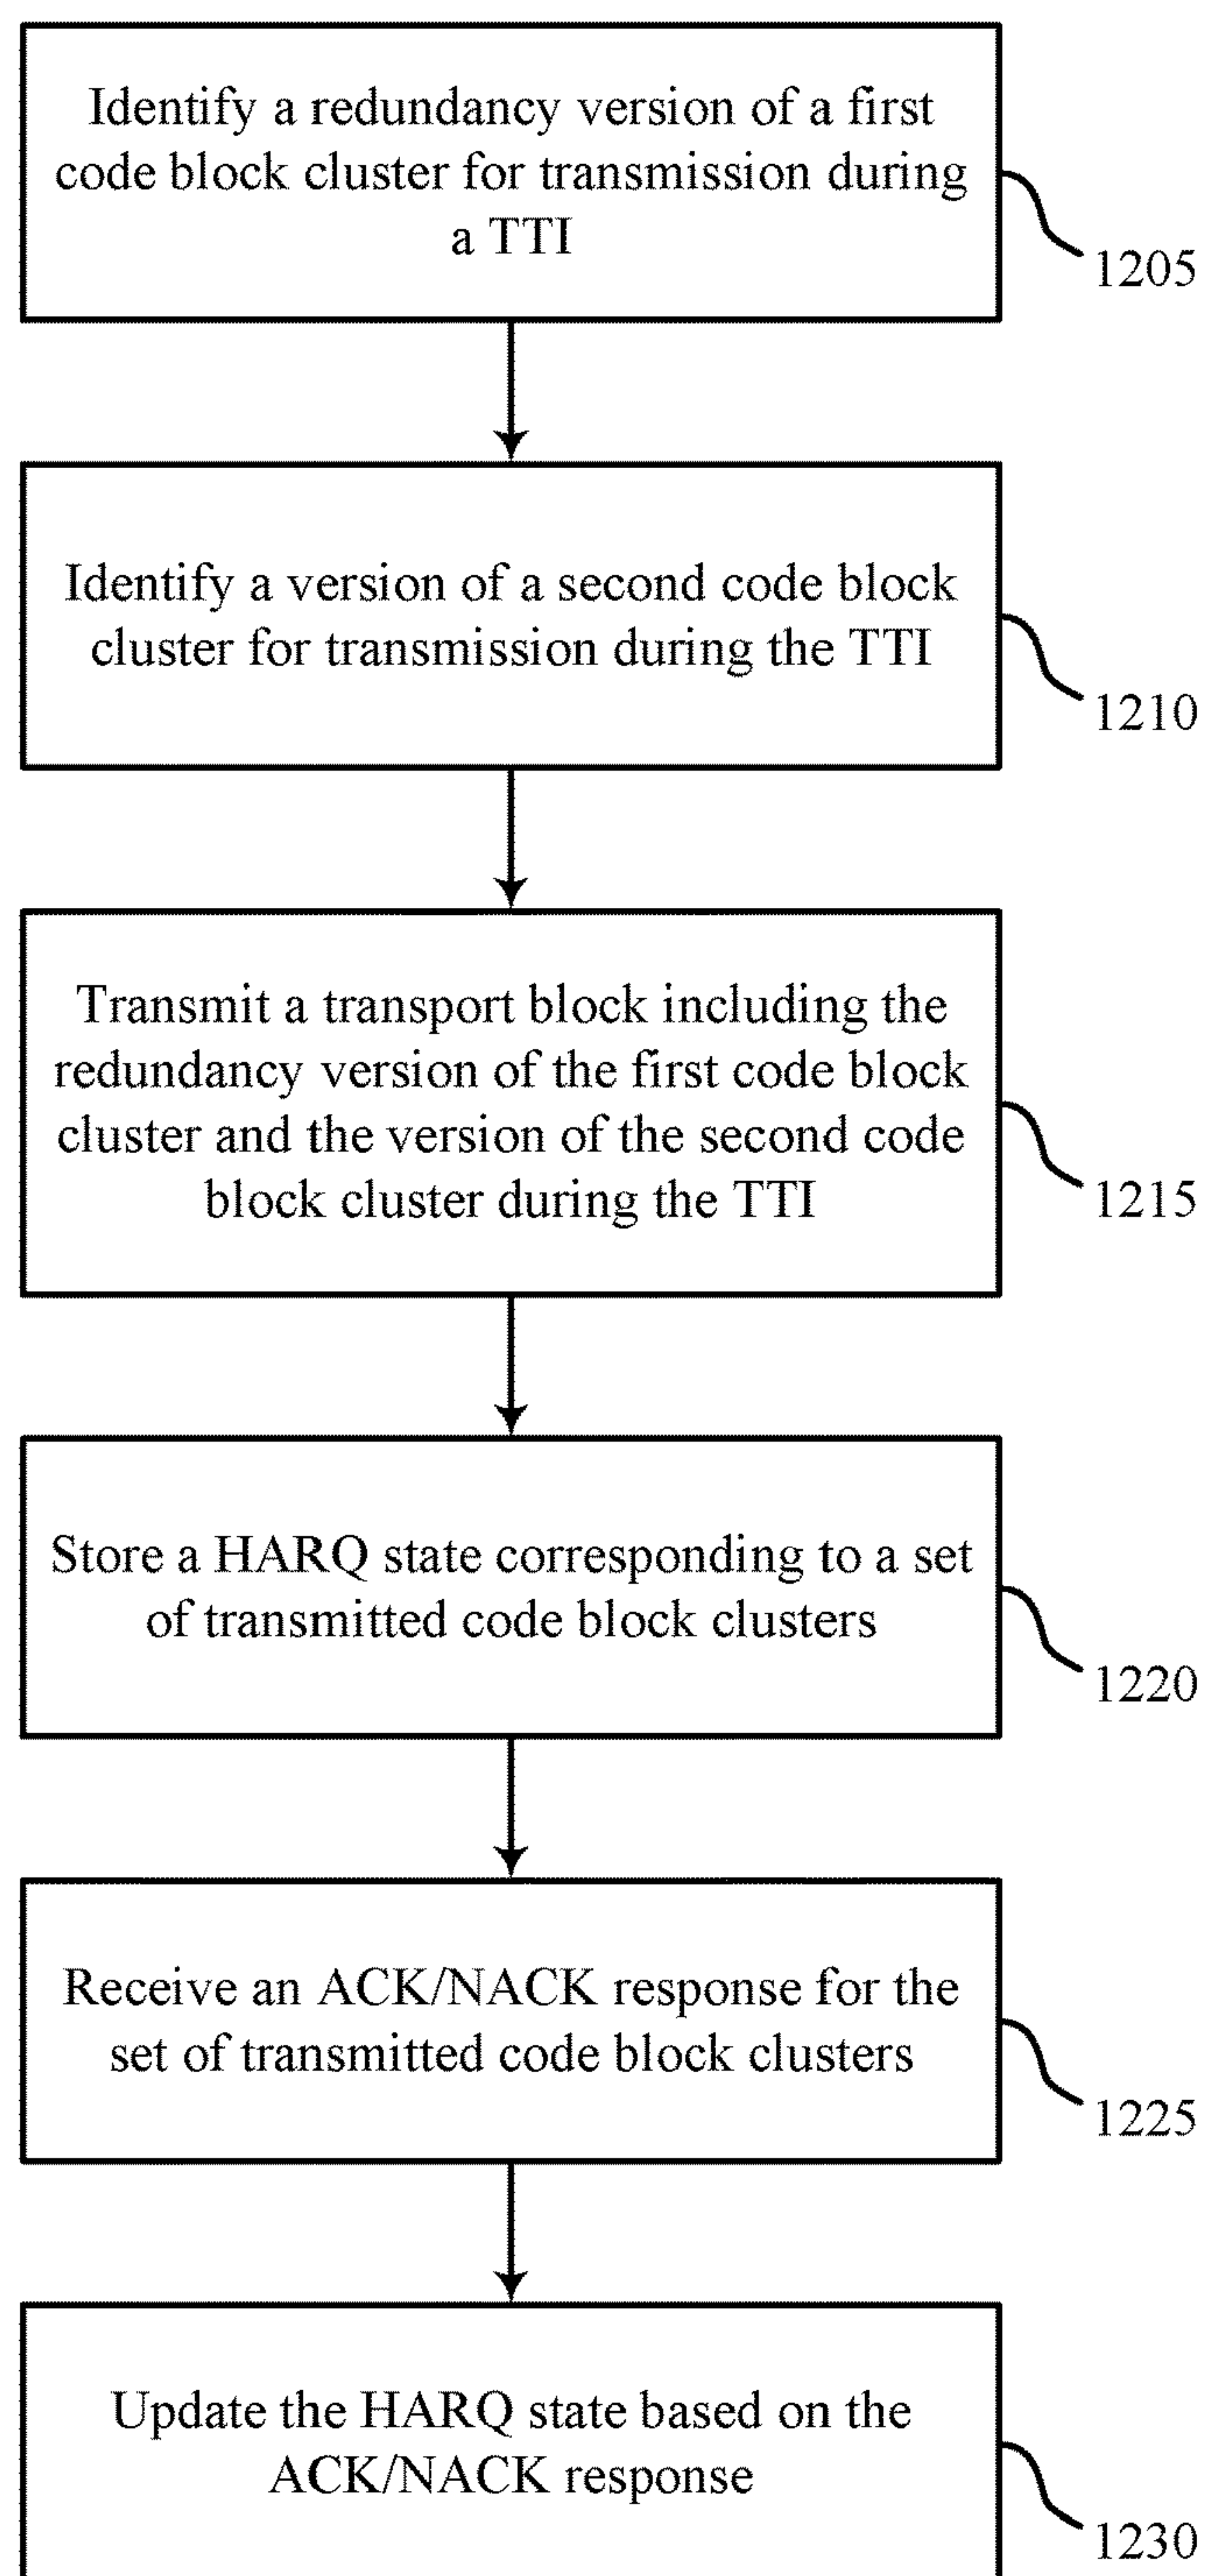 Identify a redundancy version of a first
code block cluster for transmission during
a TTI
1205
Identify a version of a second code block
cluster for transmission during the TTI
1210
Transmit a transport block including the
redundancy version of the first code block
cluster and the version of the second code
block cluster during the TTI
1215
Store a HARQ state corresponding to a set
of transmitted code block clusters
1220
Receive an ACK/NACK response for the
set of transmitted code block clusters
1225
Update the HARQ state based on the
ACK/NACK response
1230